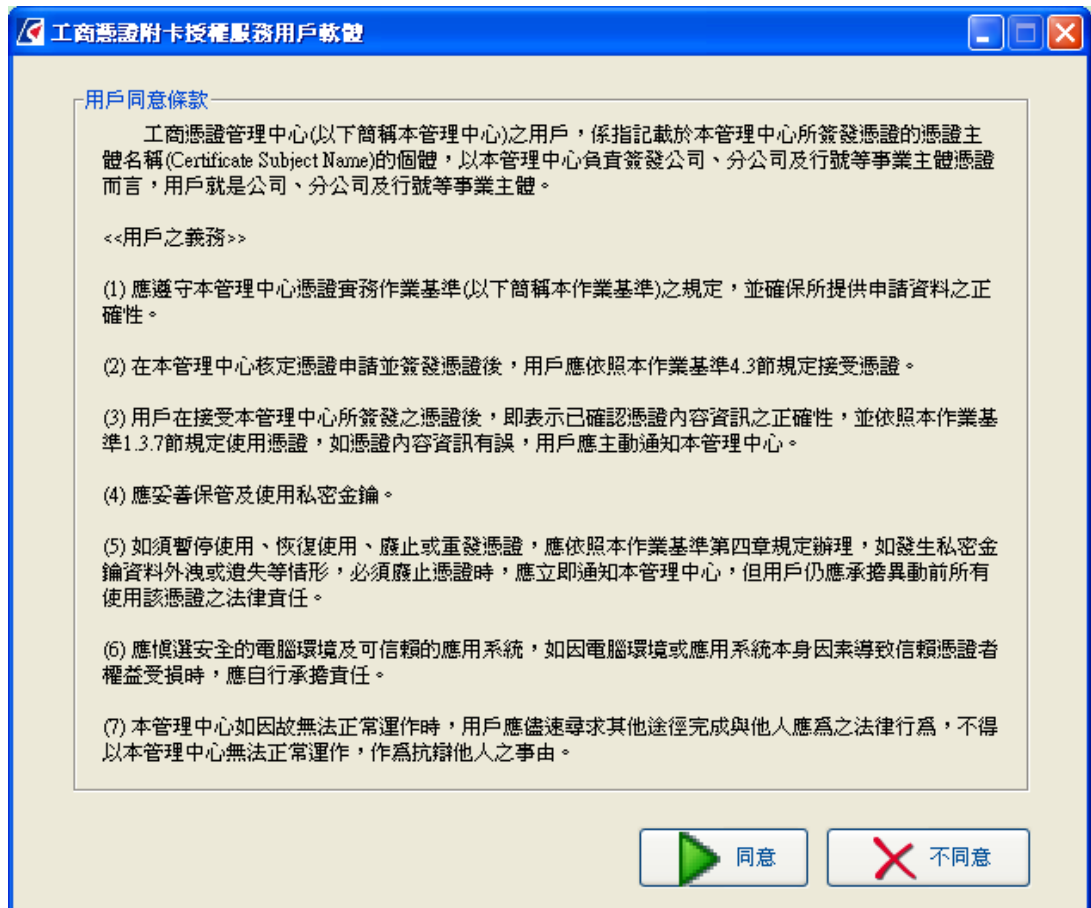 工商憑證附卡授權服務用戶軟體
用戶同意條款
工商憑證管理中心(以下簡稱本管理中心)之用戶，係指記載於本管理中心所簽發憑證的憑證主
體名稱(Certificate Subject Name)的個體，以本管理中心負責簽發公司、分公司及行號等事業主體憑證
而言，用戶就是公司、分公司及行號等事業主體。
<<用戶之義務>>
(1) 應遵守本管理中心憑證實務作業基準(以下簡稱本作業基準)之規定，並確保所提供申請資料之正
確性。
(2) 在本管理中心核定憑證申請並簽發憑證後，用戶應依照本作業基準4.3節規定接受憑證。
(3) 用戶在接受本管理中心所簽發之憑證後，即表示已確認憑證內容資訊之正確性，並依照本作業基
準1.3.7節規定使用憑證，如憑證內容資訊有誤，用戶應主動通知本管理中心。
(4) 應妥善保管及使用私密金鑰。
(5) 如須暫停使用、恢復使用、廢止或重發憑證，應依照本作業基準第四章規定辦理，如發生私密金
鑰資料外洩或遺失等情形，必須廢止憑證時，應立即通知本管理中心，但用戶仍應承擔異動前所有
使用該憑證之法律責任。
(6) 應慎選安全的電腦環境及可信賴的應用系統，如因電腦環境或應用系統本身因素導致信賴憑證者
權益受損時，應自行承擔責任。
(7) 本管理中心如因故無法正常運作時，用戶應儘速尋求其他途徑完成與他人應為之法律行為，不得
以本管理中心無法正常運作，作為抗辯他人之事由。
同意
不同意